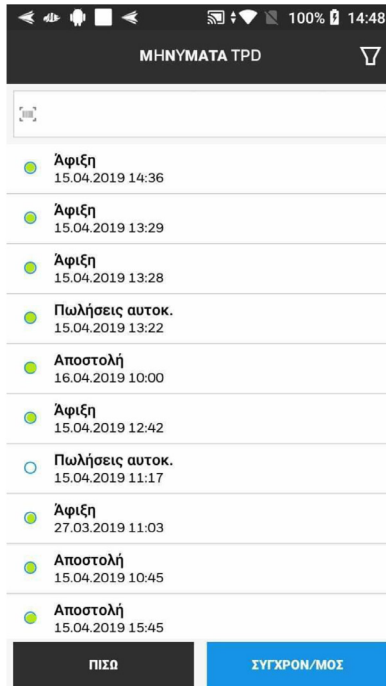 100% 14:48
ΜΗΝΥΜΑΤΑ TPD
Άφιξη
15.04.2019 14:36
Άφιξη
15.04.2019 13:29
Άφιξη
15.04.2019 13:28
Πωλήσεις αυτοκ.
15.04.2019 13:22
Αποστολή
16.04.2019 10:00
Άφιξη
15.04.2019 12:42
Πωλήσεις αυτοκ.
15.04.2019 11:17
Άφιξη
27.03.2019 11:03
Αποστολή
15.04.2019 10:45
Αποστολή
15.04.2019 15:45
ΠΙΣΩ ΣΥΓΧΡΟΝ/ΜΟΣ